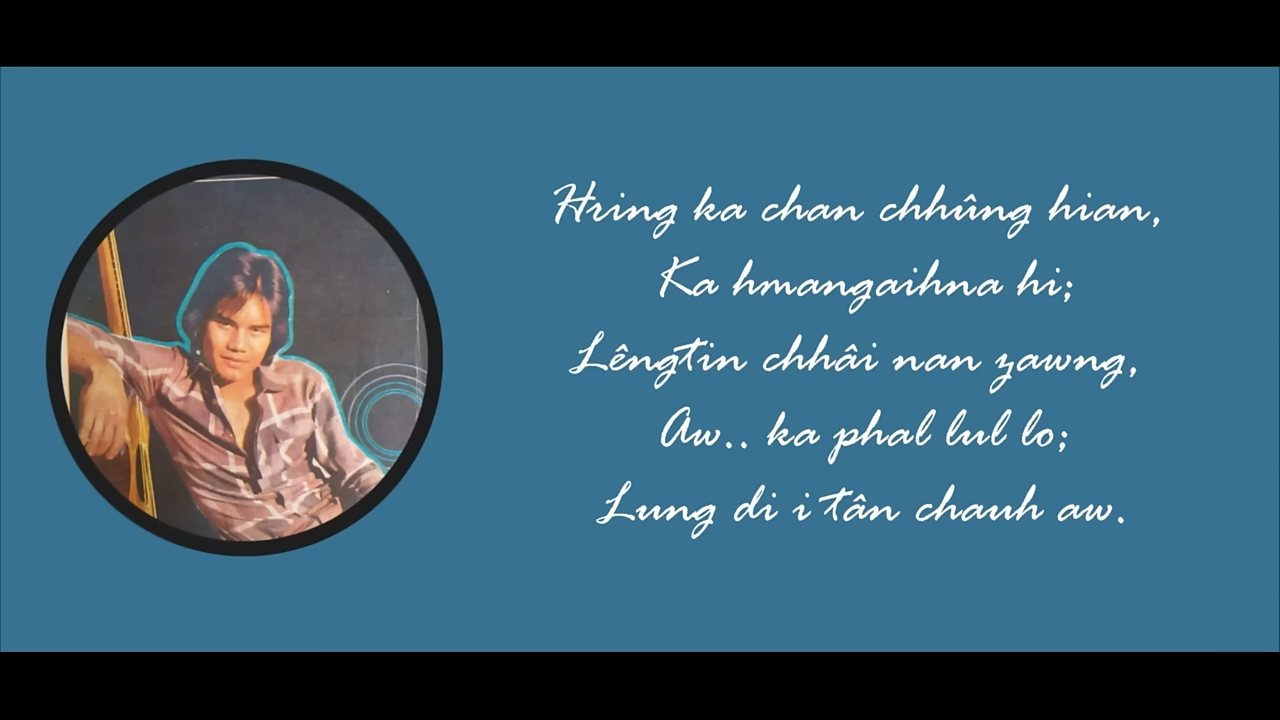 Hring ka chan chhûng hian,
Ka hmangaihna hi;
Lêngtin chhâi nan zawng,
Aw.. ka phal lul lo;
Lung di i tân chauh aw.